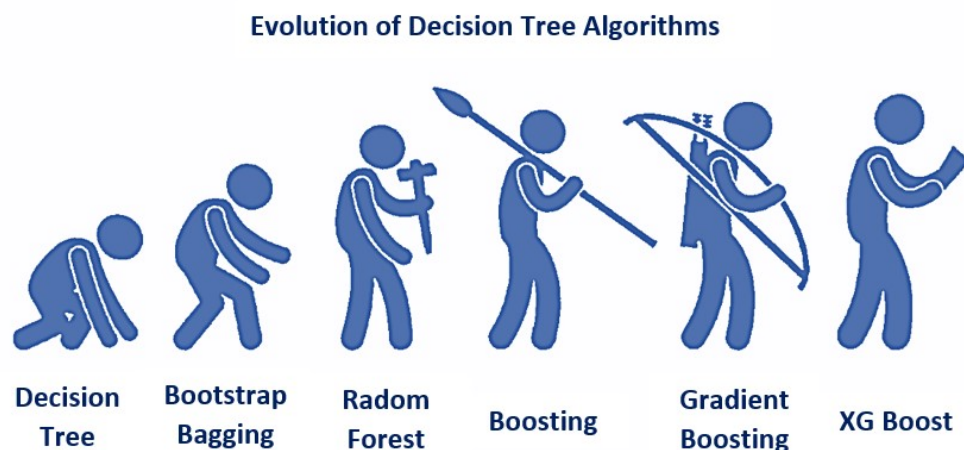 Evolution of Decision Tree Algorithms
Decision
Tree
Bootstrap
Bagging
Radom
Forest
Boosting
Gradient
Boosting
XG Boost